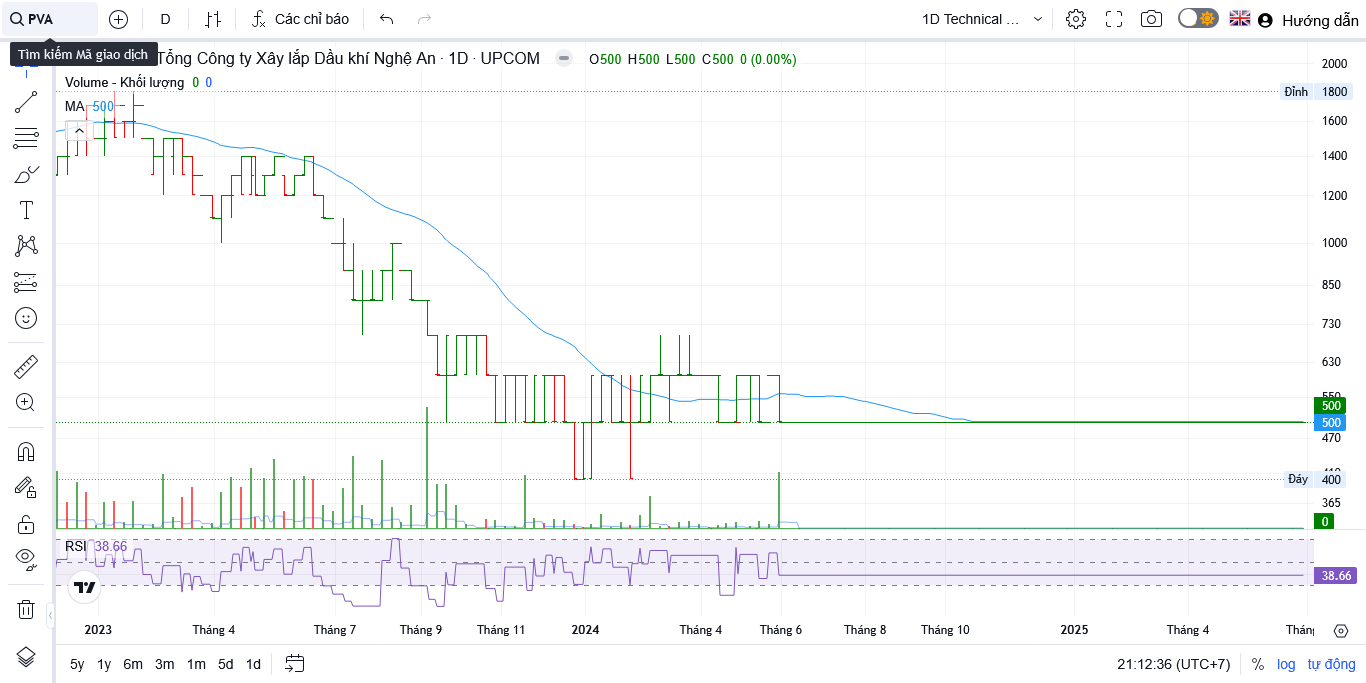 PVA D Các chỉ báo 1D Technical ... Hướng dẫn
Tìm kiếm Mã giao dịch
Tổng Công ty Xây lắp Dầu khí Nghệ An · 1D · UPCOM O500 H500 L500 C500 0 (0.00%)
Volume - Khối lượng 0 0
MA 500
2000
Đỉnh 1800
1600
1400
1200
1000
850
730
630
550
500
500
470
410
Đáy 400
365
0
RSI 38.66
38.66
2023 Tháng 4 Tháng 7 Tháng 9 Tháng 11 2024 Tháng 4 Tháng 6 Tháng 8 Tháng 10 2025 Tháng 4 Thán
5y 1y 6m 3m 1m 5d 1d 21:12:36 (UTC+7) % log tự động